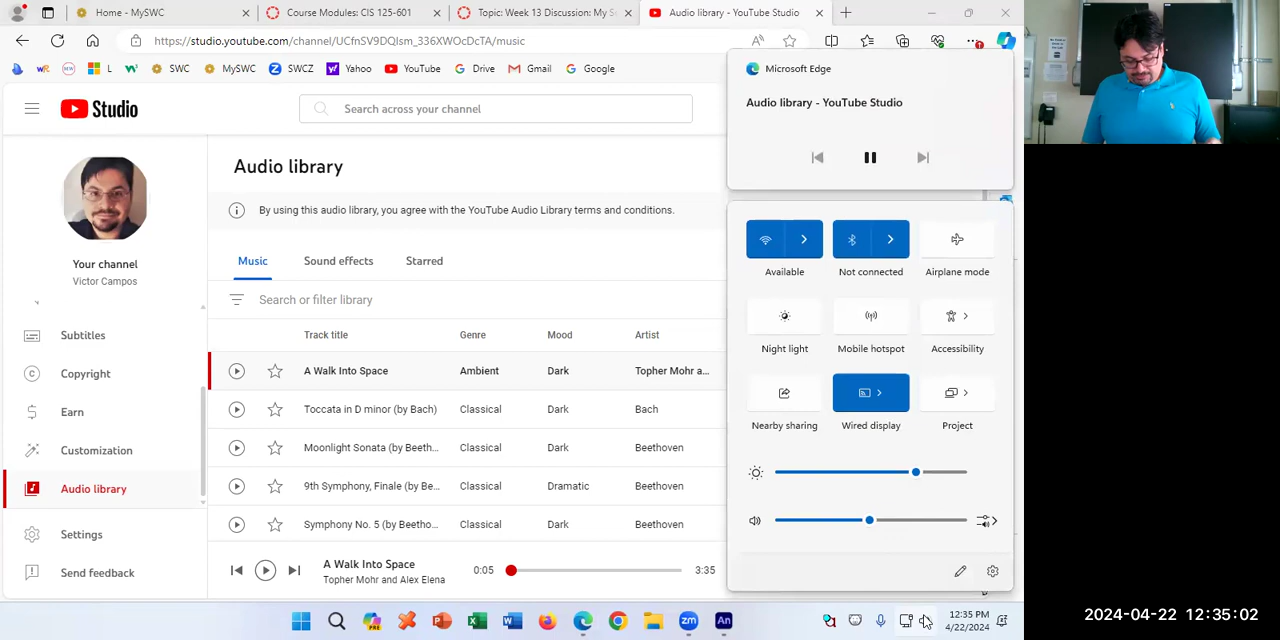 Home - MySWC
Course Modules: CIS 125-601
Topic: Week 13 Discussion: My S
Audio library - YouTube Studio
https://studio.youtube.com/channel/UCfnSV9DQIsm_336XWOcDcTA/music
L
SWC
MySWC
SWCZ
Drive
Gmail
Google
Studio
Search across your channel
Microsoft Edge
Audio library - YouTube Studio
Your channel
Victor Campos
Subtitles
Copyright
Earn
Customization
Audio library
Settings
Send feedback
Audio library
By using this audio library, you agree with the YouTube Audio Library terms and conditions.
Music
Sound effects
Starred
Search or filter library
Track title Genre Mood Artist
A Walk Into Space Ambient Dark Topher Mohr a...
Toccata in D minor (by Bach) Classical Dark Bach
Moonlight Sonata (by Beeth... Classical Dark Beethoven
9th Symphony, Finale (by Be... Classical Dramatic Beethoven
Symphony No. 5 (by Beetho... Classical Dark Beethoven
A Walk Into Space
Topher Mohr and Alex Elena
0:05
3:35
Available
Not connected
Airplane mode
Night light
Mobile hotspot
Accessibility
Nearby sharing
Wired display
Project
12:35 PM
4/22/2024
2024-04-22 12:35:02